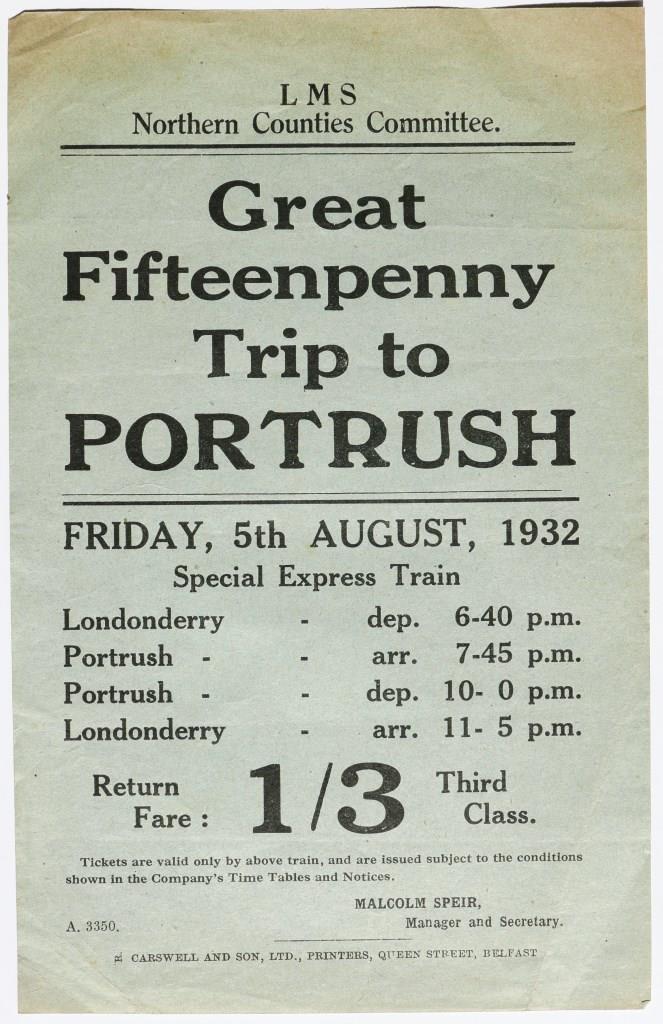 L M S
Northern Counties Committee.
Great
Fifteenpenny
Trip to
PORTRUSH
FRIDAY, 5th AUGUST, 1932
Special Express Train
Londonderry - dep. 6-40 p.m.
Portrush - - arr. 7-45 p.m.
Portrush - - dep. 10- 0 p.m.
Londonderry - arr. 11- 5 p.m.
Return Fare : 1/3 Third Class.
Tickets are valid only by above train, and are issued subject to the conditions
shown in the Company's Time Tables and Notices.
MALCOLM SPEIR,
A. 3350. Manager and Secretary.
CARSWELL AND SON, LTD., PRINTERS, QUEEN STREET, BELFAST